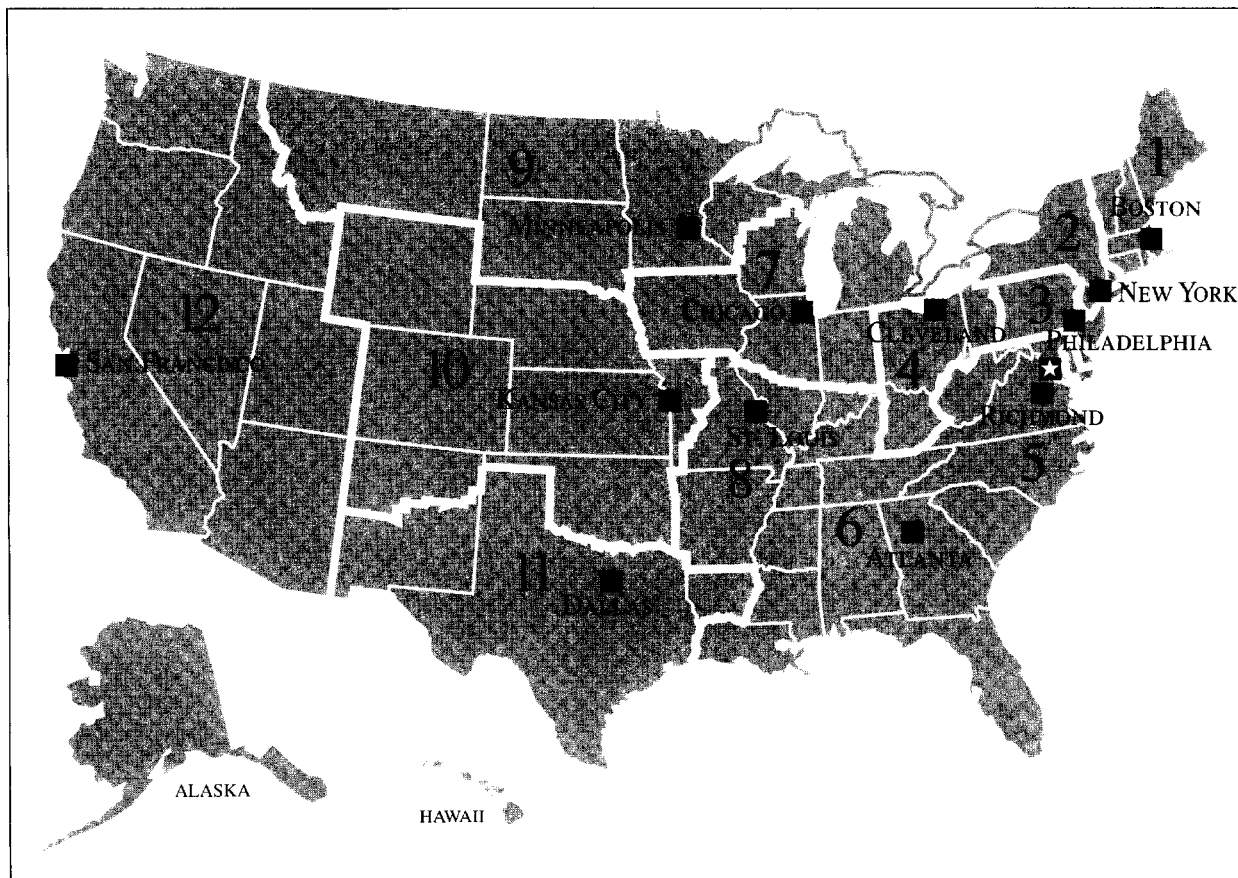 1
BOSTON
9
MINNEAPOLIS
2
7
NEW YORK
3
12
CHICAGO
CLEVELAND
PHILADELPHIA
SAN FRANCISCO
10
4
KANSAS CITY
RICHMOND
ST. LOUIS
5
8
6
ATLANTA
11
DALLAS
ALASKA
HAWAII